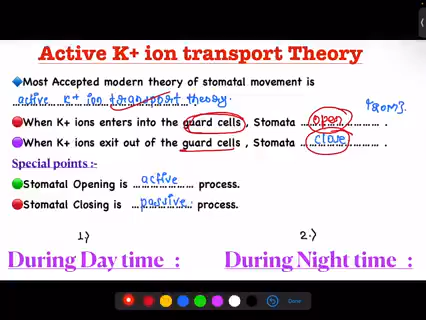 Active K+ ion transport Theory
Most Accepted modern theory of stomatal movement is
active K+ ion transport theory.
When K+ ions enters into the guard cells , Stomata open .
When K+ ions exit out of the guard cells , Stomata close .
Special points :-
Stomatal Opening is active process.
Stomatal Closing is passive process.
1.) 2.)
During Day time : During Night time :
Done